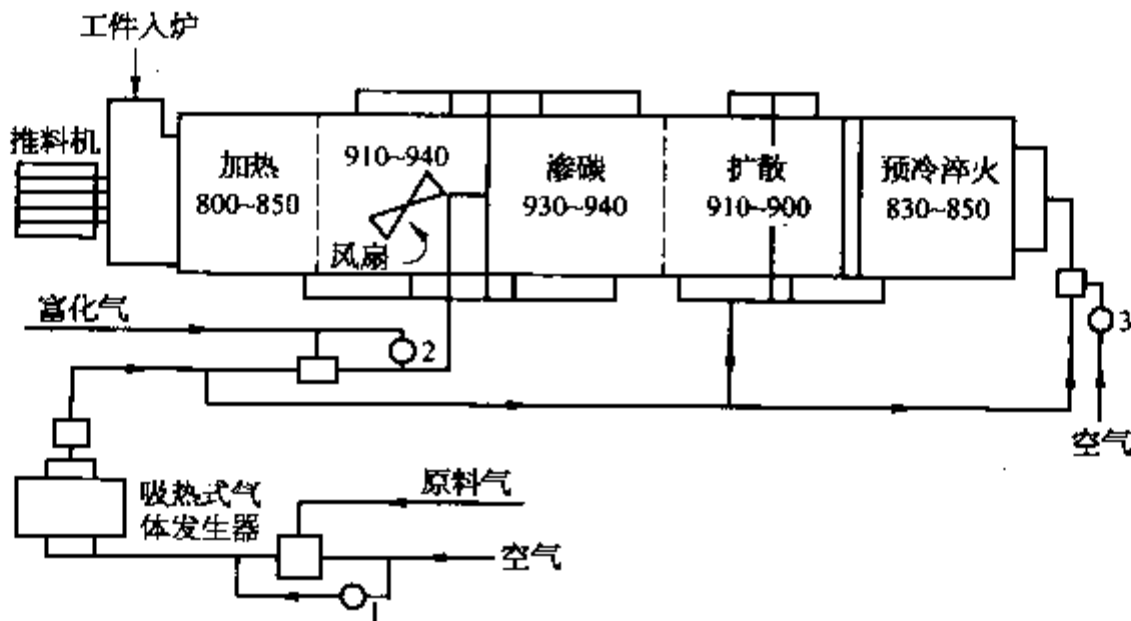 工件入炉
推料机
加热
800~850
910~940
风扇
渗碳
930~940
扩散
910~900
预冷淬火
830~850
富化气
2
3
空气
吸热式气
体发生器
原料气
空气
1